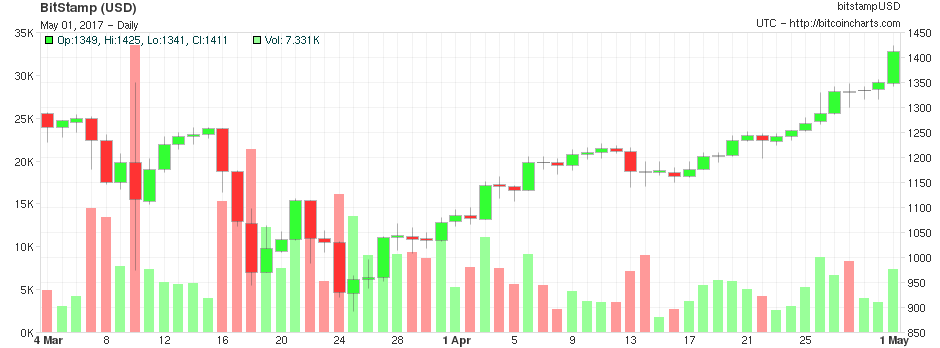 BitStamp (USD) bitstampUSD
May 01, 2017 - Daily UTC - http://bitcoincharts.com
35K 1450
Op:1349, Hi:1425, Lo:1341, Cl:1411 Vol: 7.331K
1400
30K
1350
1300
25K
1250
20K 1200
1150
15K
1100
10K 1050
1000
5K 950
900
0K 850
4 Mar 8 12 16 20 24 28 1 Apr 5 9 13 17 21 25 1 May